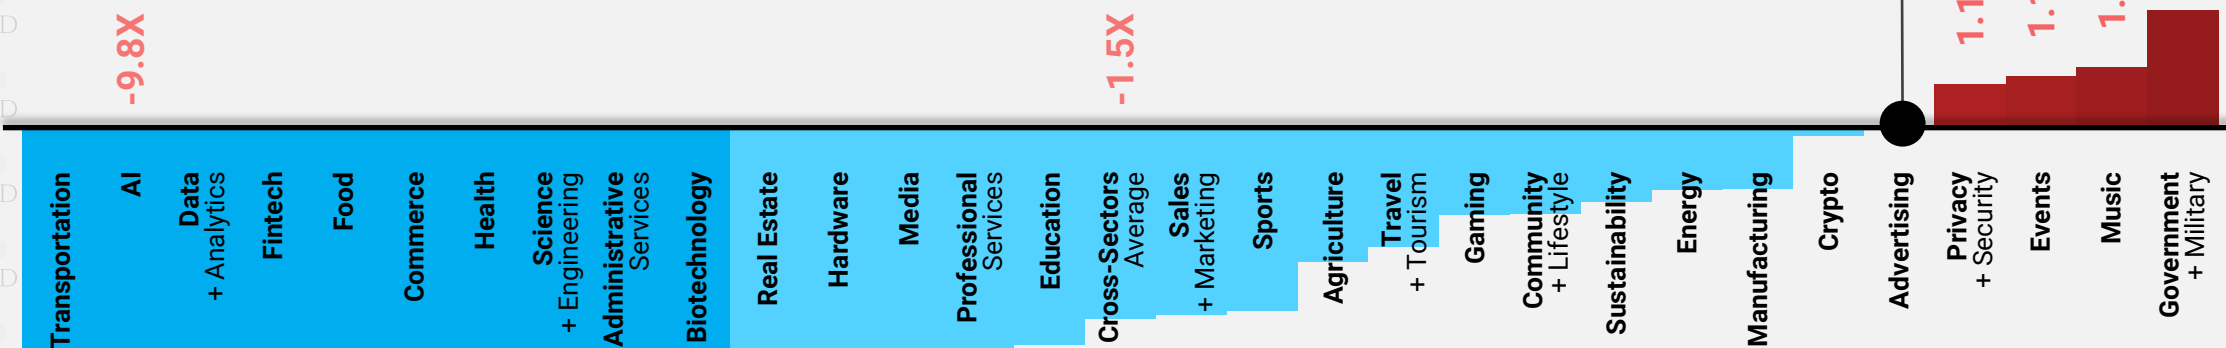 -9.8X
-1.5X
Transportation
AI
Data
+ Analytics
Fintech
Food
Commerce
Health
Science
+ Engineering
Administrative
Services
Biotechnology
Real Estate
Hardware
Media
Professional
Services
Education
Cross-Sectors
Average
Sales
+ Marketing
Sports
Agriculture
Travel
+ Tourism
Gaming
Community
+ Lifestyle
Sustainability
Energy
Manufacturing
Crypto
Advertising
Privacy
+ Security
Events
Music
Government
+ Military